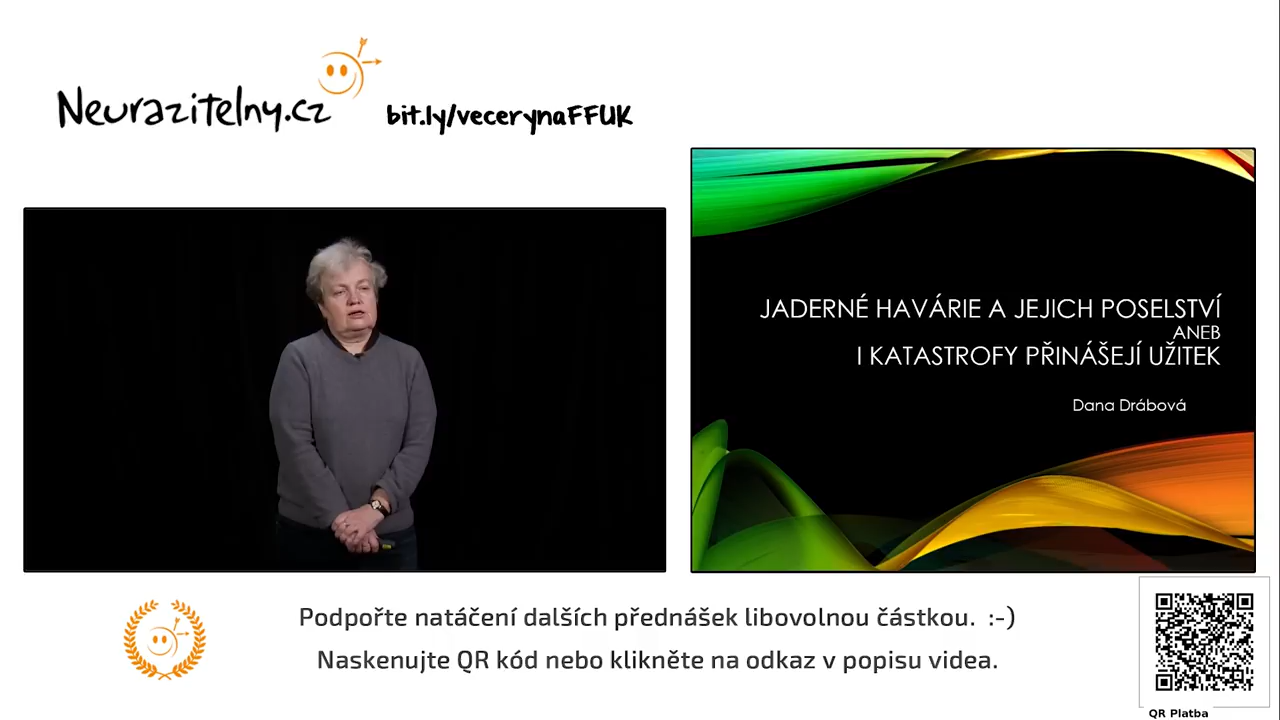 Neurazitelny.cz
bit.ly/vecerynaFFUK
JADERNÉ HAVÁRIE A JEJICH POSELSTVÍ
ANEB
I KATASTROFY PŘINÁŠEJÍ UŽITEK
Dana Drábová
Podpořte natáčení dalších přednášek libovolnou částkou. :-)
Naskenujte QR kód nebo klikněte na odkaz v popisu videa.
QR Platba